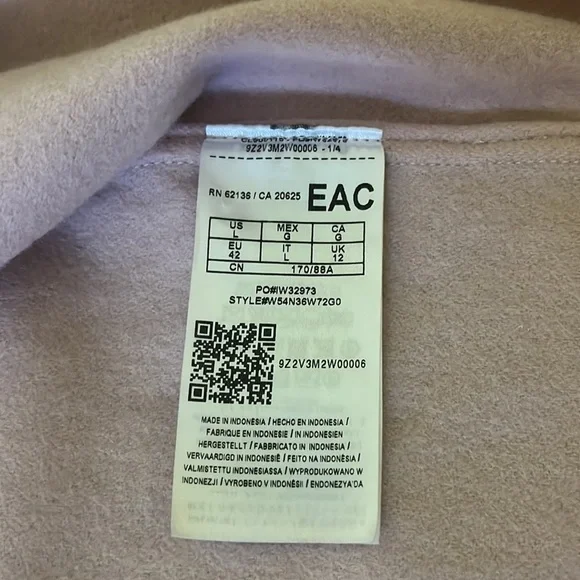 9Z2V3M2W00006 - 1/4
RN 62136 / CA 20625 EAC
US MEX CA
L G G
EU IT UK
42 L 12
CN 170/88A
PO#IW32973
STYLE#W54N36W72G0
9Z2V3M2W00006
MADE IN INDONESIA / HECHO EN INDONESIA /
FABRIQUE EN INDONESIE / IN INDONESIEN
HERGESTELLT / FABBRICATO IN INDONESIA /
VERVAARDIGD IN INDONESIË / FEITO NA INDONÉSIA /
VALMISTETTU INDONESIASSA / WYPRODUKOWANO W
INDONEZJI / VYROBENO V INDONÉSII / ENDONEZYA'DA